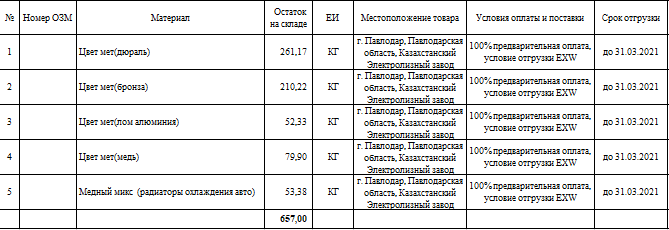 № Номер ОЗМ Материал Остаток на складе ЕИ Местоположение товара Условия оплаты и поставки Срок отгрузки
1 Цвет мет(дюраль) 261,17 КГ г. Павлодар, Павлодарская область, Казахстанский Электролизный завод 100%предварительная оплата, условие отгрузки EXW до 31.03.2021
2 Цвет мет(бронза) 210,22 КГ г. Павлодар, Павлодарская область, Казахстанский Электролизный завод 100%предварительная оплата, условие отгрузки EXW до 31.03.2021
3 Цвет мет(лом алюминия) 52,33 КГ г. Павлодар, Павлодарская область, Казахстанский Электролизный завод 100%предварительная оплата, условие отгрузки EXW до 31.03.2021
4 Цвет мет(медь) 79,90 КГ г. Павлодар, Павлодарская область, Казахстанский Электролизный завод 100%предварительная оплата, условие отгрузки EXW до 31.03.2021
5 Медный микс (радиаторы охлаждения авто) 53,38 КГ г. Павлодар, Павлодарская область, Казахстанский Электролизный завод 100%предварительная оплата, условие отгрузки EXW до 31.03.2021
657,00